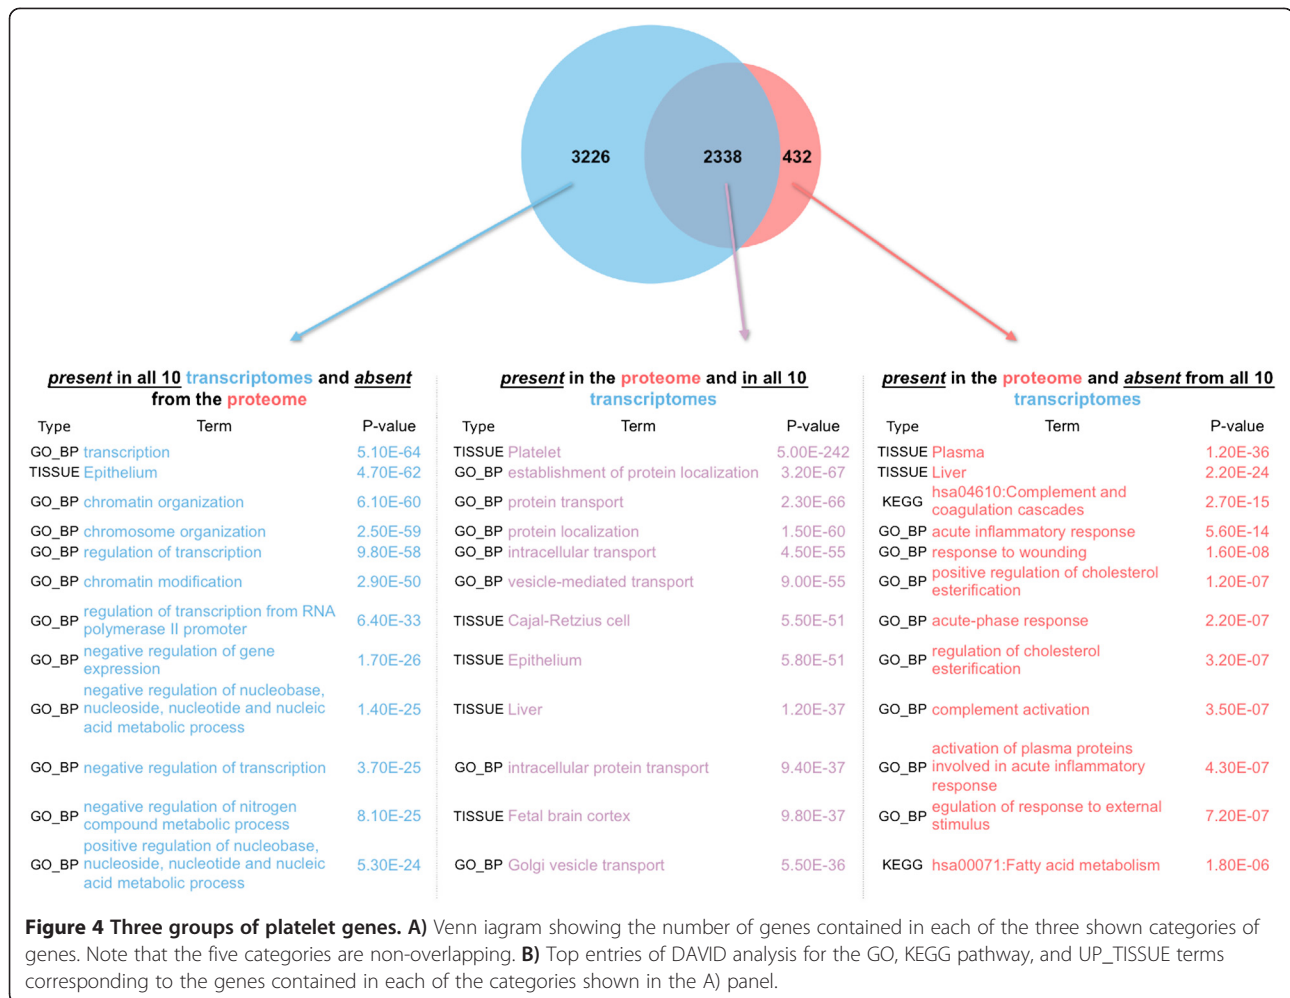 3226
2338
432
present in all 10 transcriptomes and absent
from the proteome
Type Term P-value
GO_BP transcription 5.10E-64
TISSUE Epithelium 4.70E-62
GO_BP chromatin organization 6.10E-60
GO_BP chromosome organization 2.50E-59
GO_BP regulation of transcription 9.80E-58
GO_BP chromatin modification 2.90E-50
regulation of transcription from RNA
GO_BP polymerase II promoter 6.40E-33
negative regulation of gene
GO_BP expression 1.70E-26
negative regulation of nucleobase,
GO_BP nucleoside, nucleotide and nucleic 1.40E-25
acid metabolic process
GO_BP negative regulation of transcription 3.70E-25
negative regulation of nitrogen
GO_BP compound metabolic process 8.10E-25
positive regulation of nucleobase,
GO_BP nucleoside, nucleotide and nucleic 5.30E-24
acid metabolic process
present in the proteome and in all 10
transcriptomes
Type Term P-value
TISSUE Platelet 5.00E-242
GO_BP establishment of protein localization 3.20E-67
GO_BP protein transport 2.30E-66
GO_BP protein localization 1.50E-60
GO_BP intracellular transport 4.50E-55
GO_BP vesicle-mediated transport 9.00E-55
TISSUE Cajal-Retzius cell 5.50E-51
TISSUE Epithelium 5.80E-51
TISSUE Liver 1.20E-37
GO_BP intracellular protein transport 9.40E-37
TISSUE Fetal brain cortex 9.80E-37
GO_BP Golgi vesicle transport 5.50E-36
present in the proteome and absent from all 10
transcriptomes
Type Term P-value
TISSUE Plasma 1.20E-36
TISSUE Liver 2.20E-24
hsa04610:Complement and
KEGG coagulation cascades 2.70E-15
GO_BP acute inflammatory response 5.60E-14
GO_BP response to wounding 1.60E-08
positive regulation of cholesterol
GO_BP esterification 1.20E-07
GO_BP acute-phase response 2.20E-07
regulation of cholesterol
GO_BP esterification 3.20E-07
GO_BP complement activation 3.50E-07
activation of plasma proteins
GO_BP involved in acute inflammatory 4.30E-07
response
egulation of response to external
GO_BP stimulus 7.20E-07
KEGG hsa00071:Fatty acid metabolism 1.80E-06
Figure 4 Three groups of platelet genes. A) Venn iagram showing the number of genes contained in each of the three shown categories of
genes. Note that the five categories are non-overlapping. B) Top entries of DAVID analysis for the GO, KEGG pathway, and UP_TISSUE terms
corresponding to the genes contained in each of the categories shown in the A) panel.